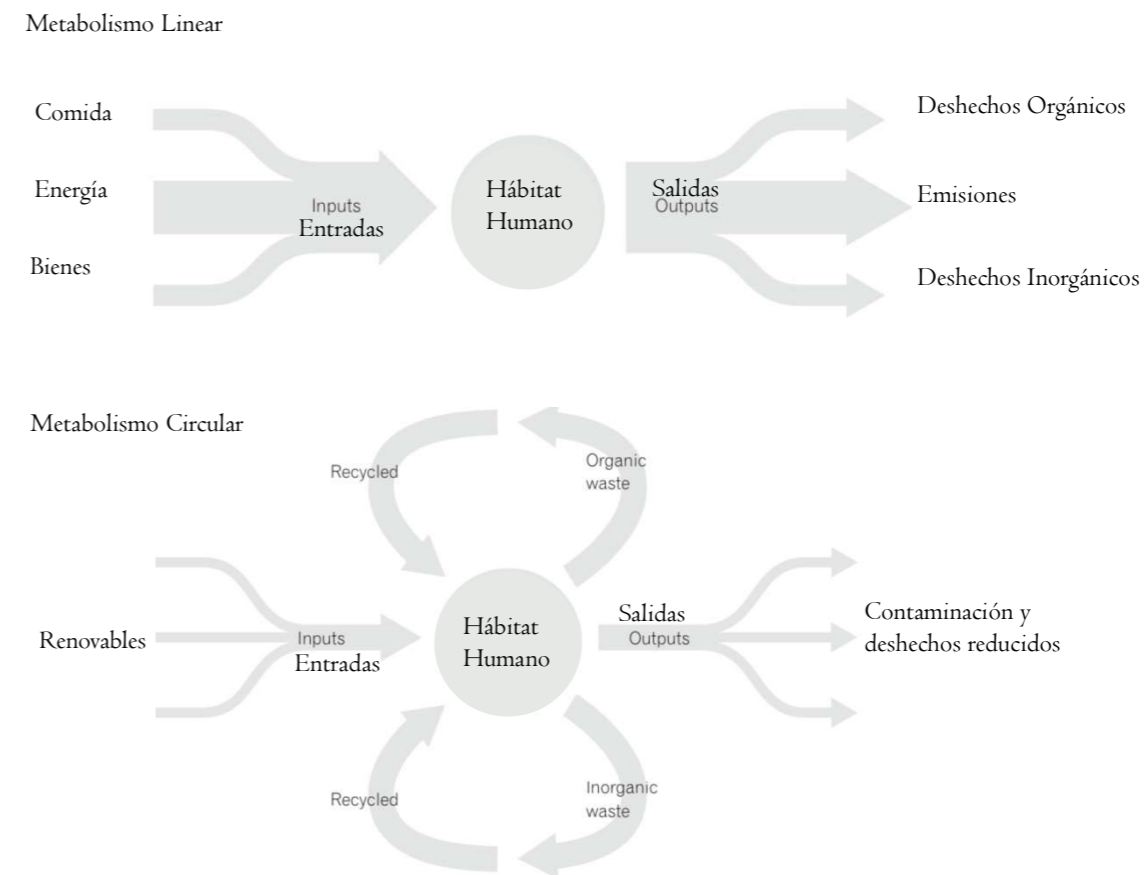 Metabolismo Linear
Comida
Energía
Bienes
Inputs
Entradas
Hábitat
Humano
Salidas
Outputs
Deshechos Orgánicos
Emisiones
Deshechos Inorgánicos
Metabolismo Circular
Recycled
Organic
waste
Renovables
Inputs
Entradas
Hábitat
Humano
Salidas
Outputs
Contaminación y
deshechos reducidos
Recycled
Inorganic
waste